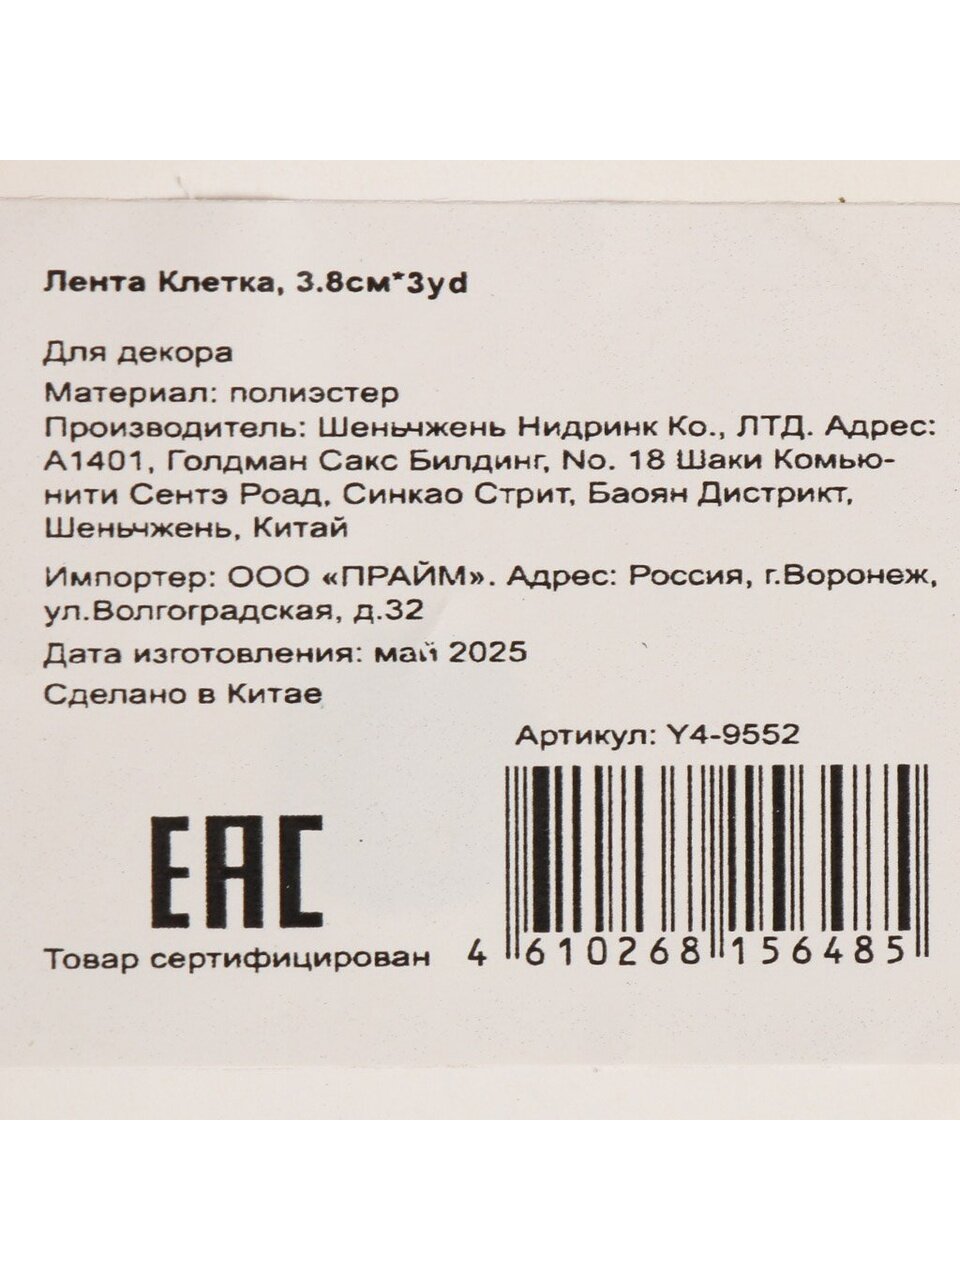 Лента Клетка, 3.8см*3yd
Для декора
Материал: полиэстер
Производитель: Шеньчжень Нидринк Ко., ЛТД. Адрес:
А1401, Голдман Сакс Билдинг, No. 18 Шаки Комью-
нити Сентэ Роад, Синкао Стрит, Баоян Дистрикт,
Шеньчжень, Китай
Импортер: ООО «ПРАЙМ». Адрес: Россия, г.Воронеж,
ул.Волгоградская, д.32
Дата изготовления: май 2025
Сделано в Китае
Артикул: Y4-9552
EAC
Товар сертифицирован
4 610268 156485